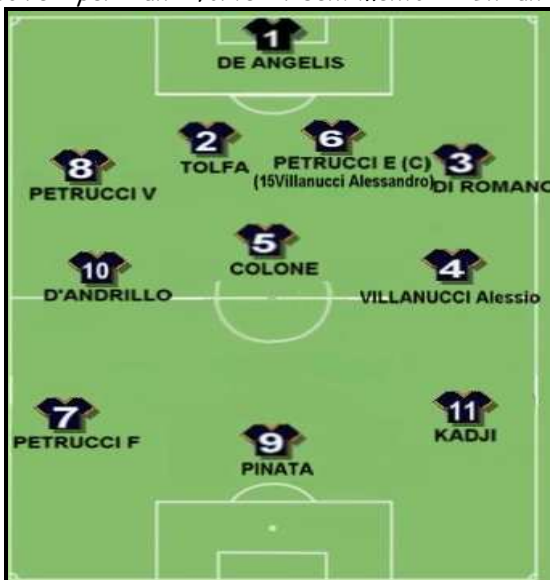 1
DE ANGELIS
2
TOLFA
6
PETRUCCI E (C)
(15Villanucci Alessandro)
8
PETRUCCI V
3
DI ROMANO
5
COLONE
10
D'ANDRILLO
4
VILLANUCCI Alessio
7
PETRUCCI F
11
KADJI
9
PINATA